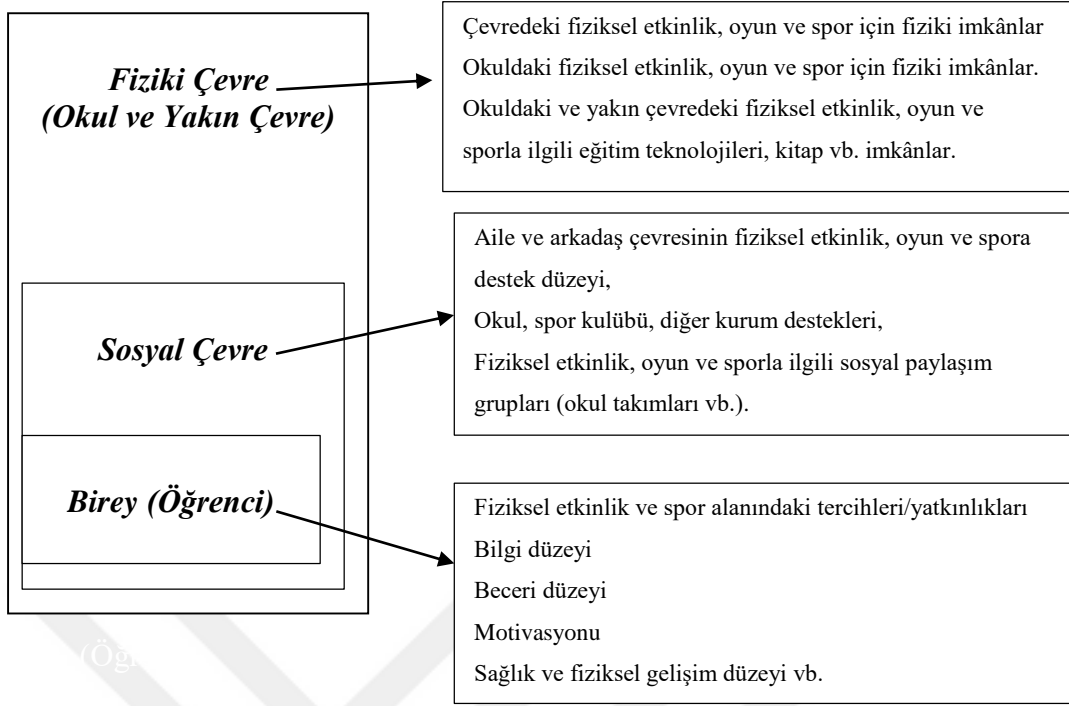 Fiziki Çevre
(Okul ve Yakın Çevre)
Çevredeki fiziksel etkinlik, oyun ve spor için fiziki imkânlar
Okuldaki fiziksel etkinlik, oyun ve spor için fiziki imkânlar.
Okuldaki ve yakın çevredeki fiziksel etkinlik, oyun ve
sporla ilgili eğitim teknolojileri, kitap vb. imkânlar.
Sosyal Çevre
Aile ve arkadaş çevresinin fiziksel etkinlik, oyun ve spora
destek düzeyi,
Okul, spor kulübü, diğer kurum destekleri,
Fiziksel etkinlik, oyun ve sporla ilgili sosyal paylaşım
grupları (okul takımları vb.).
Birey (Öğrenci)
Fiziksel etkinlik ve spor alanındaki tercihleri/yatkınlıkları
Bilgi düzeyi
Beceri düzeyi
Motivasyonu
Sağlık ve fiziksel gelişim düzeyi vb.